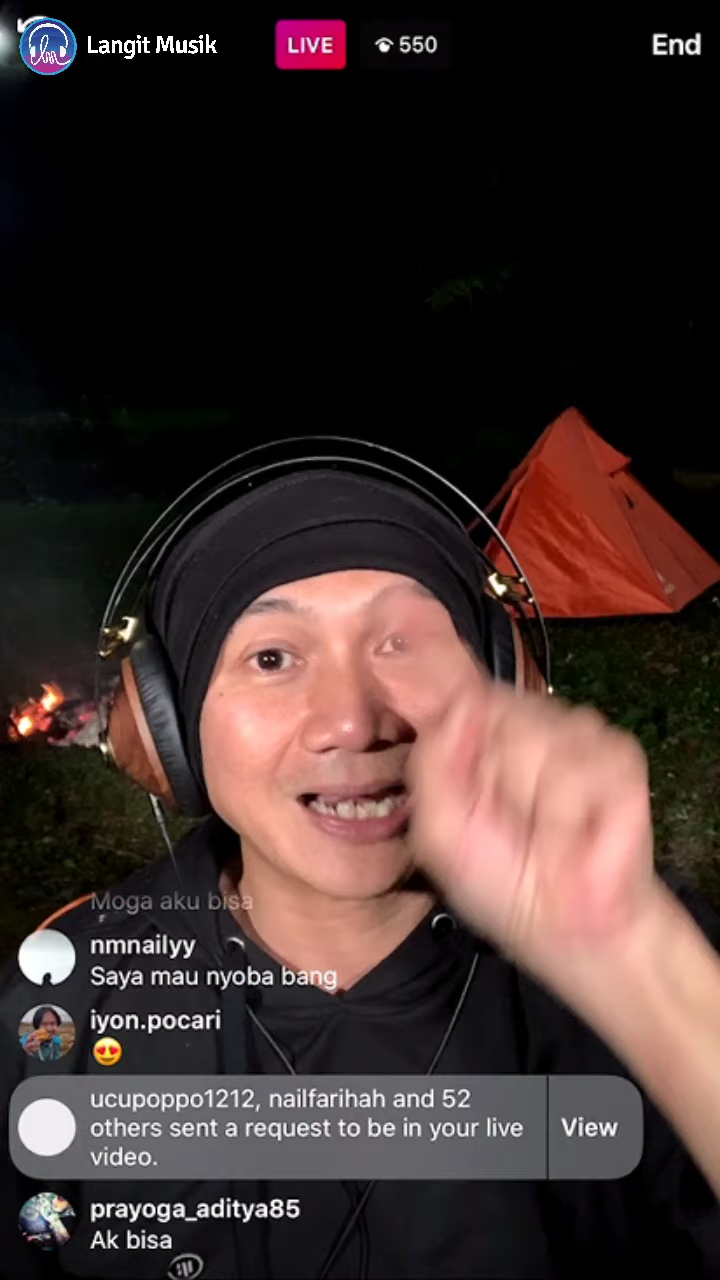 Langit Musik
LIVE
550
End
Moga aku bisa
nmnailyy
Saya mau nyoba bang
iyon.pocari
ucupoppo1212, nailfarihah and 52
others sent a request to be in your live
video.
View
prayoga_aditya85
Ak bisa